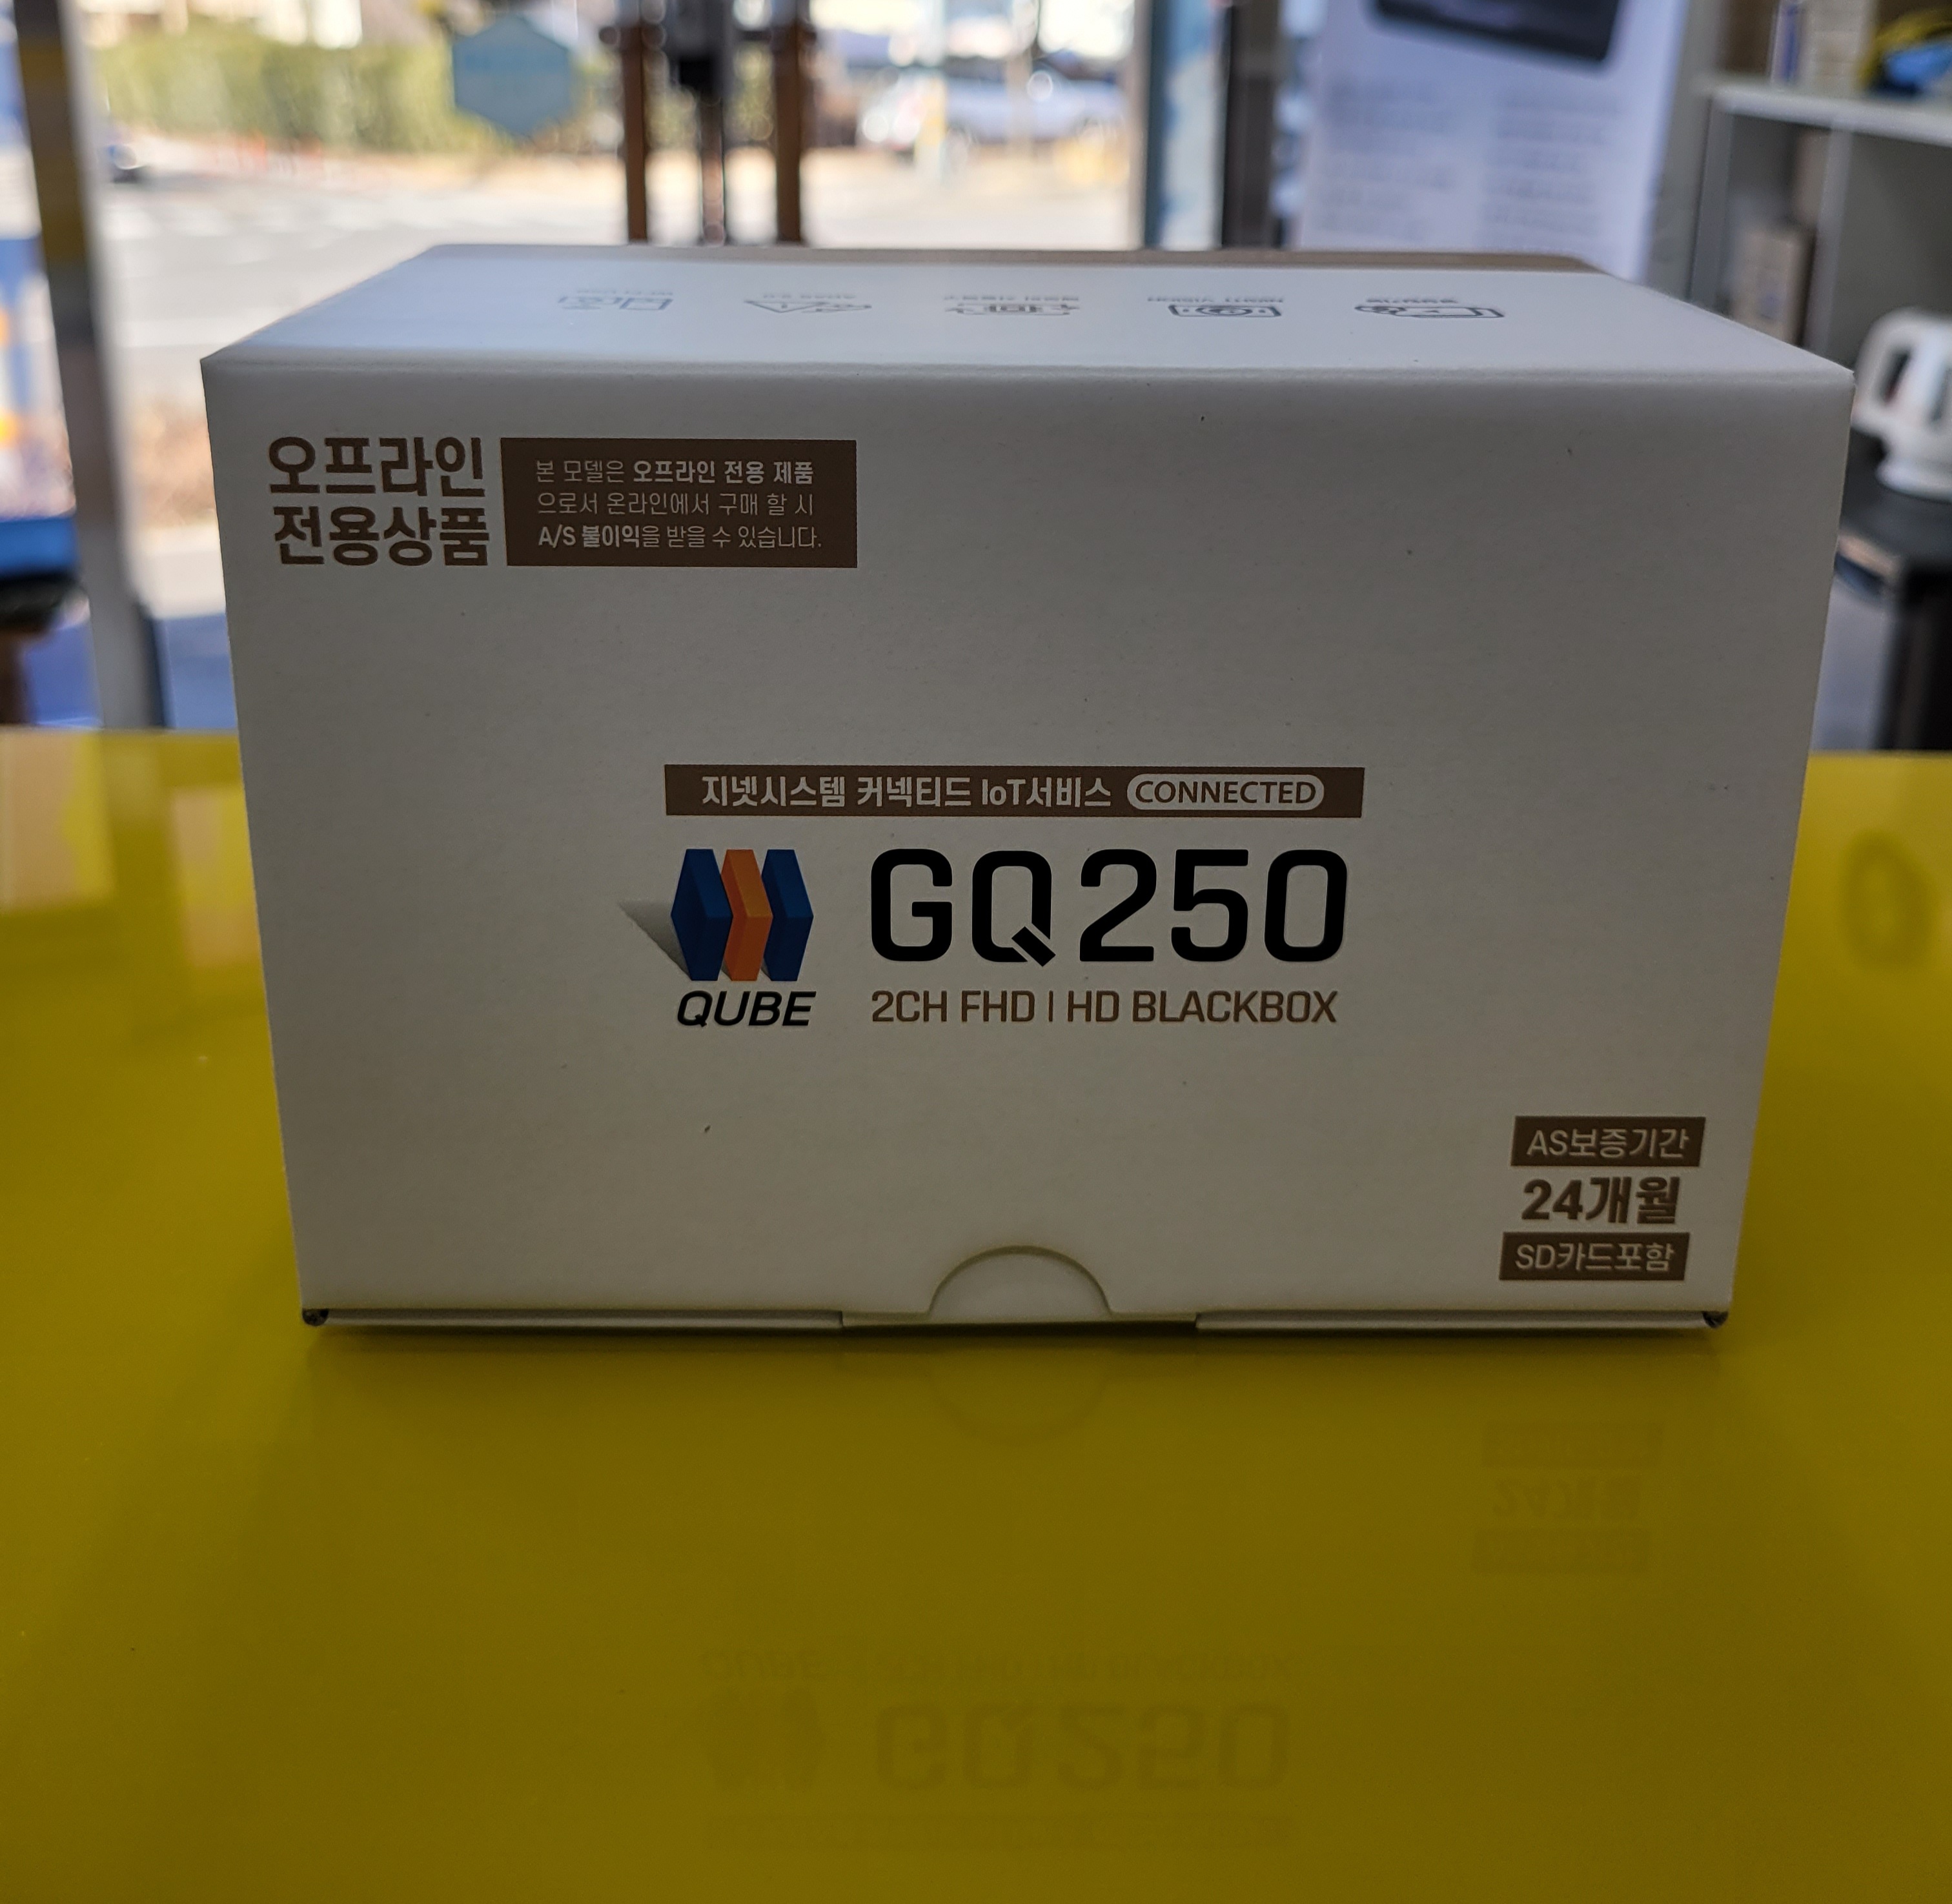 오프라인
전용상품
본 모델은 오프라인 전용 제품
으로서 온라인에서 구매 할 시
A/S 불이익을 받을 수 있습니다.
지넷시스템 커넥티드 IoT서비스 CONNECTED
GQ250
QUBE
2CH FHD | HD BLACKBOX
AS보증기간
24개월
SD카드포함